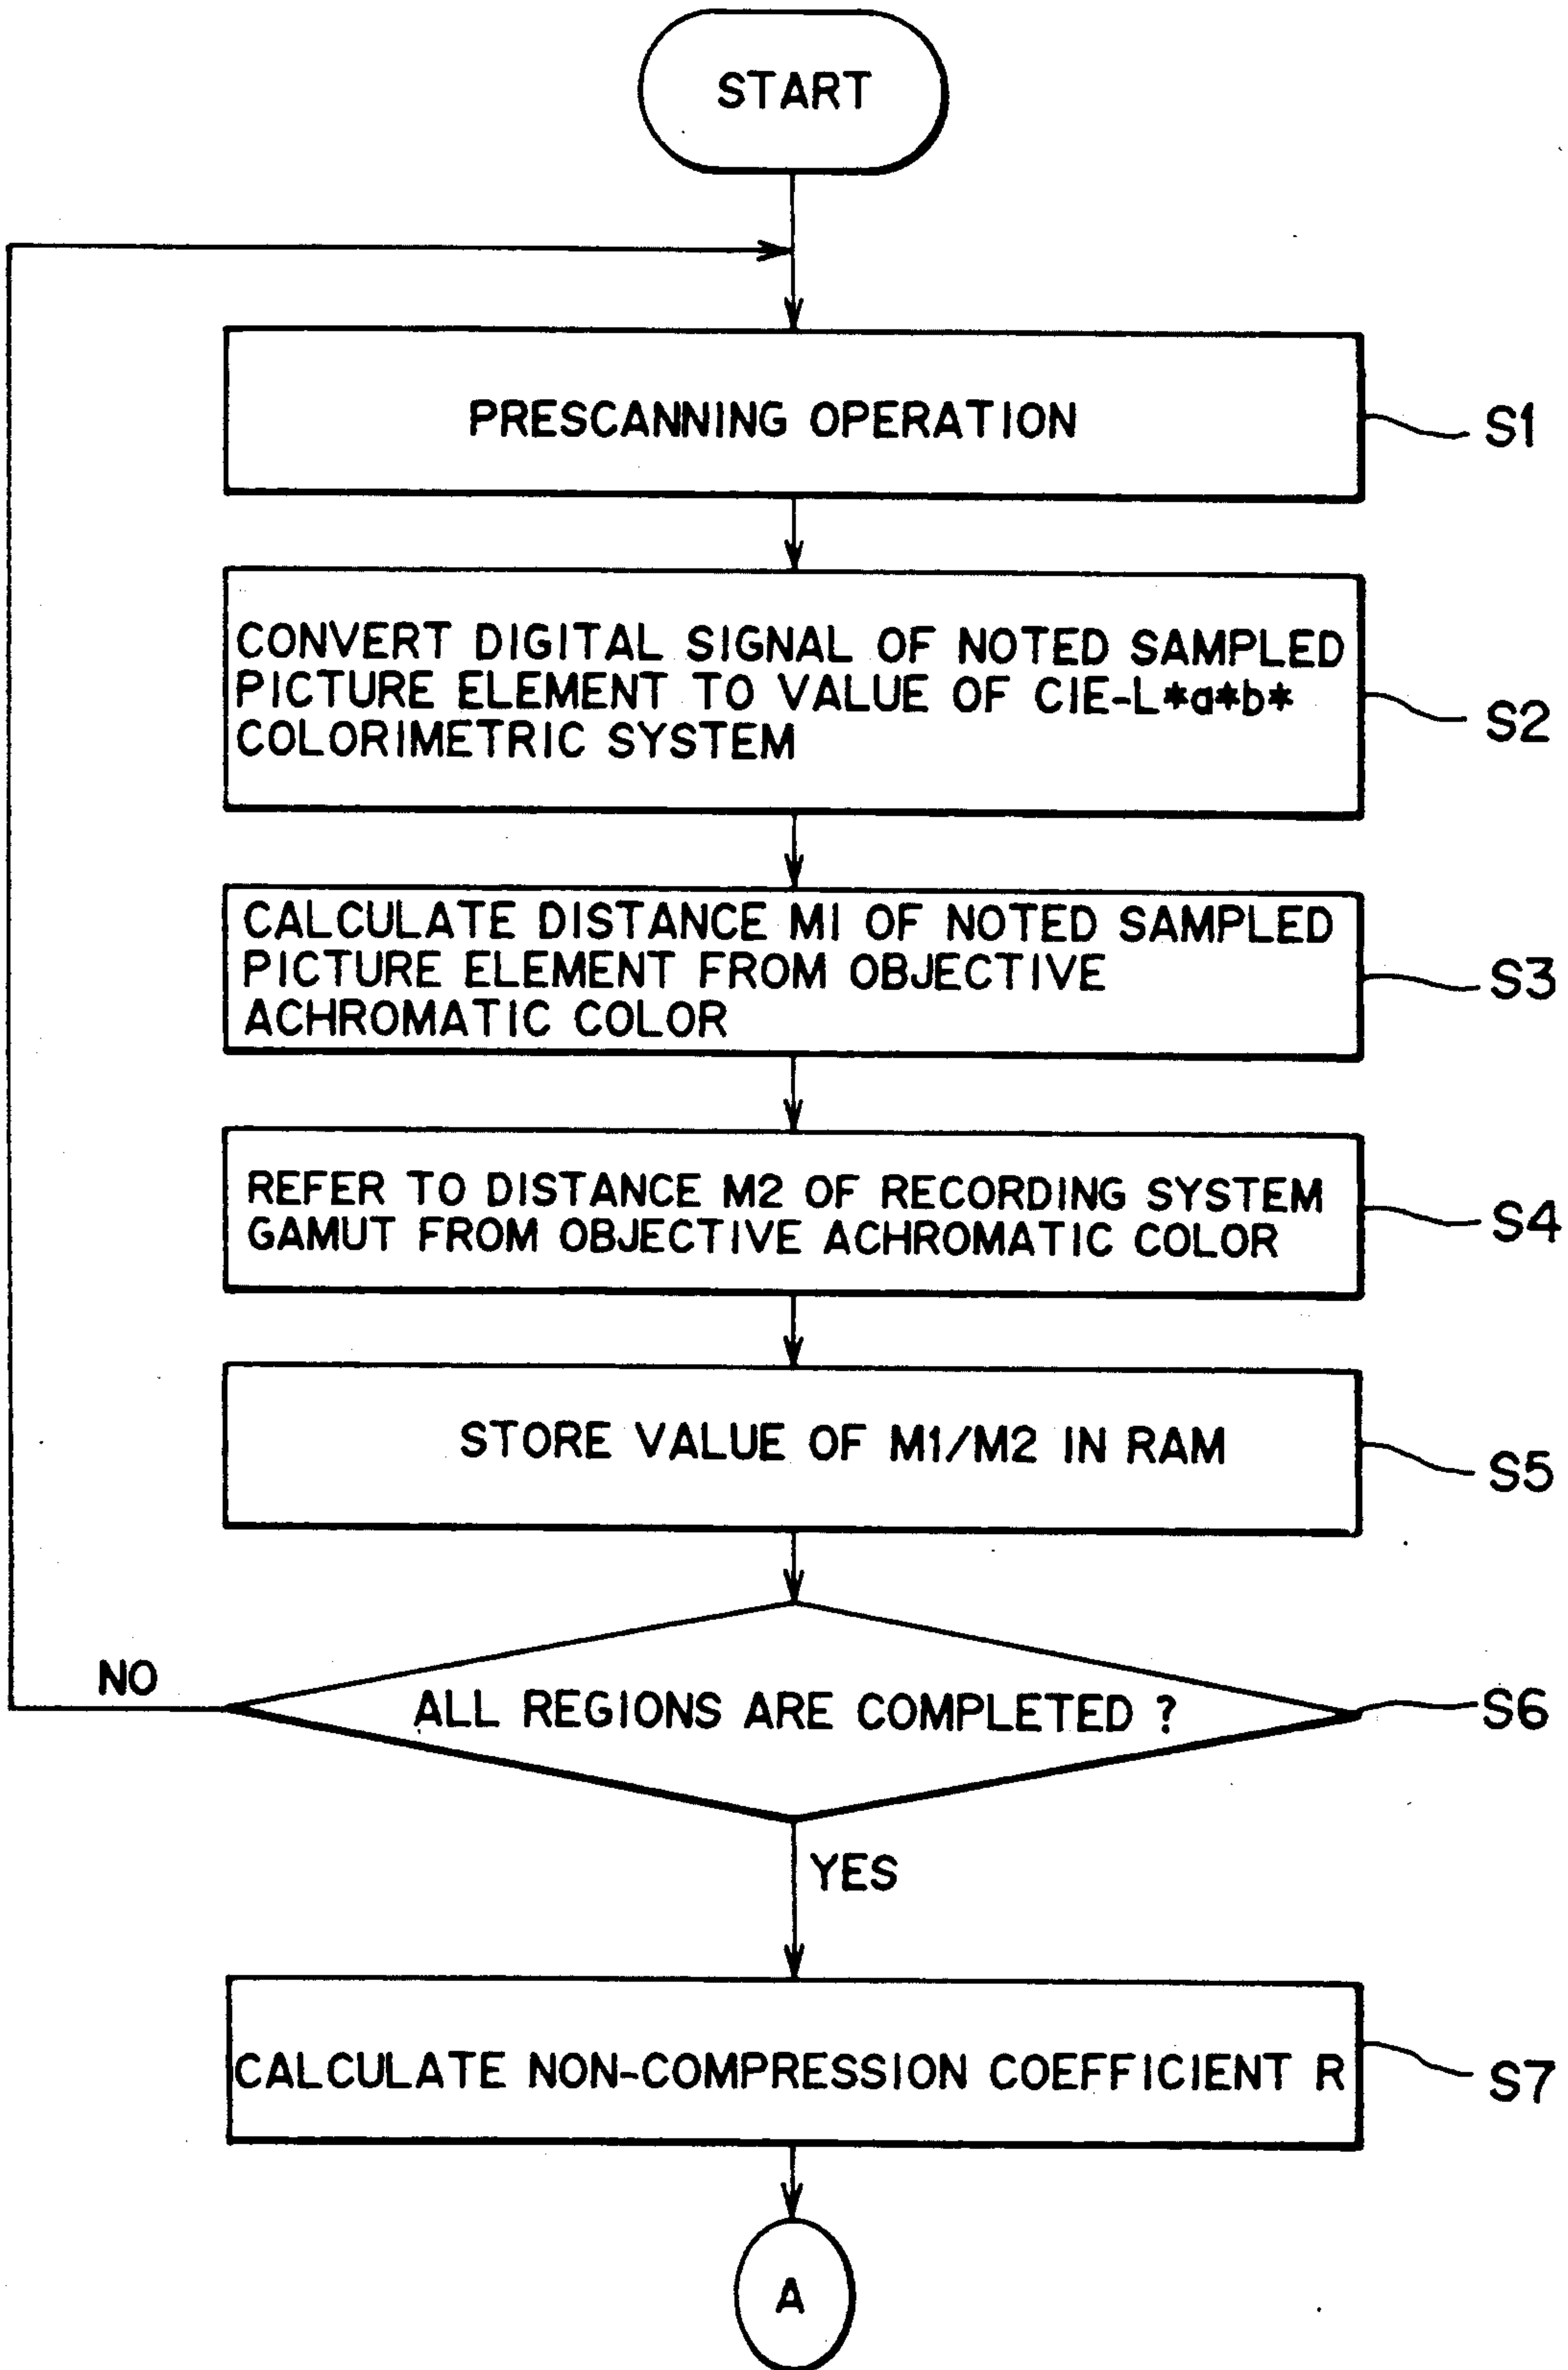 START
PRESCANNING OPERATION
S1
CONVERT DIGITAL SIGNAL OF NOTED SAMPLED
PICTURE ELEMENT TO VALUE OF CIE-L*a*b*
COLORIMETRIC SYSTEM
S2
CALCULATE DISTANCE M1 OF NOTED SAMPLED
PICTURE ELEMENT FROM OBJECTIVE
ACHROMATIC COLOR
S3
REFER TO DISTANCE M2 OF RECORDING SYSTEM
GAMUT FROM OBJECTIVE ACHROMATIC COLOR
S4
STORE VALUE OF M1/M2 IN RAM
S5
NO
ALL REGIONS ARE COMPLETED ?
S6
YES
CALCULATE NON-COMPRESSION COEFFICIENT R
S7
A